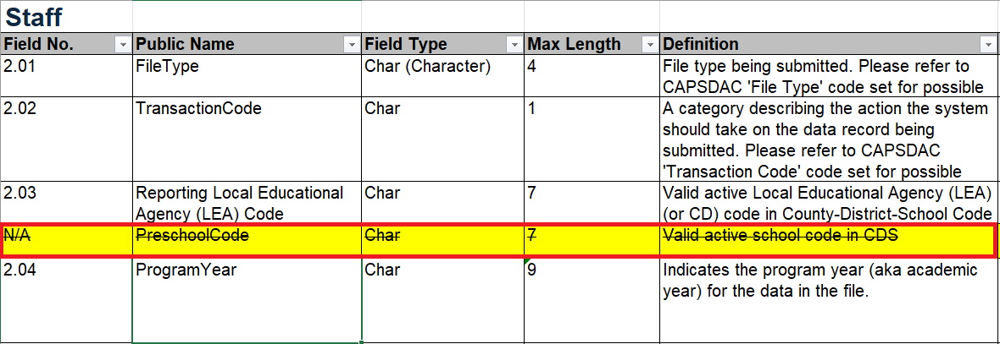 Staff
Field No. Public Name Field Type Max Length Definition
2.01 FileType Char (Character) 4 File type being submitted. Please refer to
CAPSDAC 'File Type' code set for possible
2.02 TransactionCode Char 1 A category describing the action the system
should take on the data record being
submitted. Please refer to CAPSDAC
'Transaction Code' code set for possible
2.03 Reporting Local Educational Char 7 Valid active Local Educational Agency (LEA)
Agency (LEA) Code (or CD) code in County-District-School Code
N/A PreschoolCode Char 7 Valid active school code in CDS
2.04 ProgramYear Char 9 Indicates the program year (aka academic
year) for the data in the file.